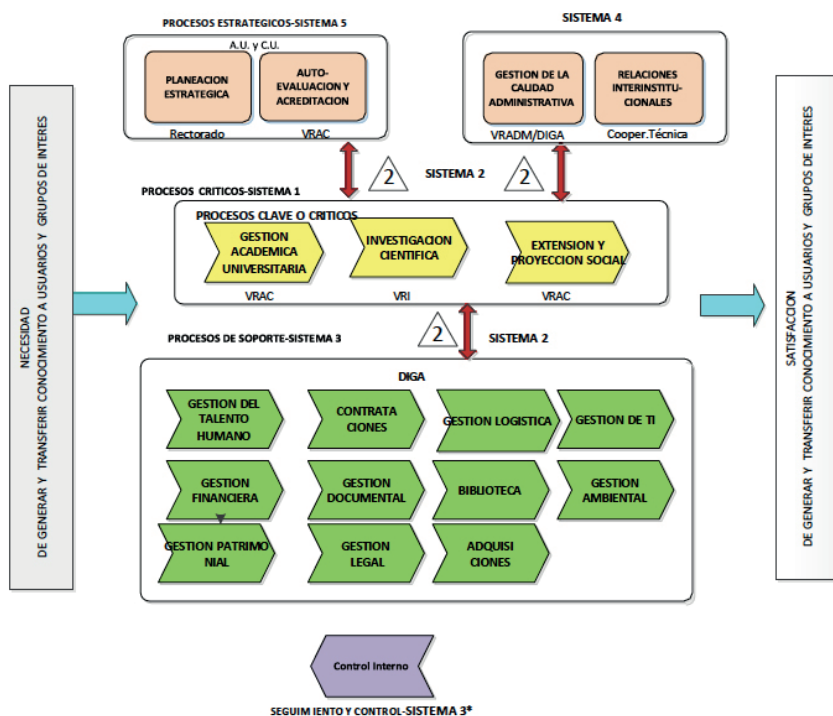 PROCESOS ESTRATEGICOS-SISTEMA 5
SISTEMA 4
A.U. y C.U.
PLANEACION
ESTRATEGICA
AUTO-
EVALUACION Y
ACREDITACION
Rectorado
VRAC
GESTION DE LA
CALIDAD
ADMINISTRATIVA
RELACIONES
INTERINSTITU-
CIONALES
VRADM/DIGA
Cooper.Técnica
2
SISTEMA 2
2
PROCESOS CRITICOS-SISTEMA 1
PROCESOS CLAVE O CRITICOS
GESTION
ACADEMICA
UNIVERSITARIA
INVESTIGACION
CIENTIFICA
EXTENSION Y
PROYECCION SOCIAL
VRAC
VRI
VRAC
2
SISTEMA 2
PROCESOS DE SOPORTE-SISTEMA 3
DIGA
GESTION DEL
TALENTO
HUMANO
CONTRATA
CIONES
GESTION LOGISTICA
GESTION DE TI
GESTION
FINANCIERA
GESTION
DOCUMENTAL
BIBLIOTECA
GESTION
AMBIENTAL
GESTION PATRIMO
NIAL
GESTION
LEGAL
ADQUISI
CIONES
Control Interno
SEGUIM IENTO Y CONTROL-SISTEMA 3*
NECESIDAD
DE GENERAR Y TRANSFERIR CONOCIMIENTO A USUARIOS Y GRUPOS DE INTERES
SATISFACCION
DE GENERAR Y TRANSFERIR CONOCIMIENTO A USUARIOS Y GRUPOS DE INTERES